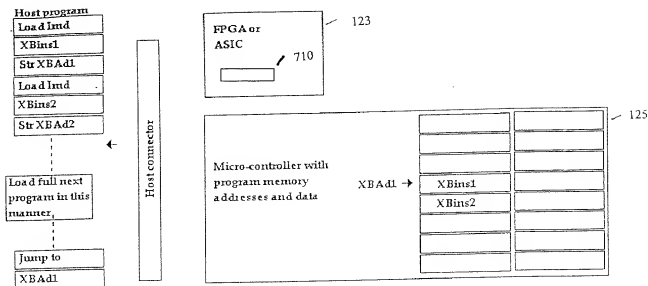 Host program
Load Imd
XBins1
Str XBAd1
Load Imd
XBins2
Str XBAd2
Load full next
program in this
manner,
Jump to
XBAd1
Host connector
FPGA or
ASIC
710
123
125
Micro-controller with
program memory
addresses and data
XBAd1
XBins1
XBins2